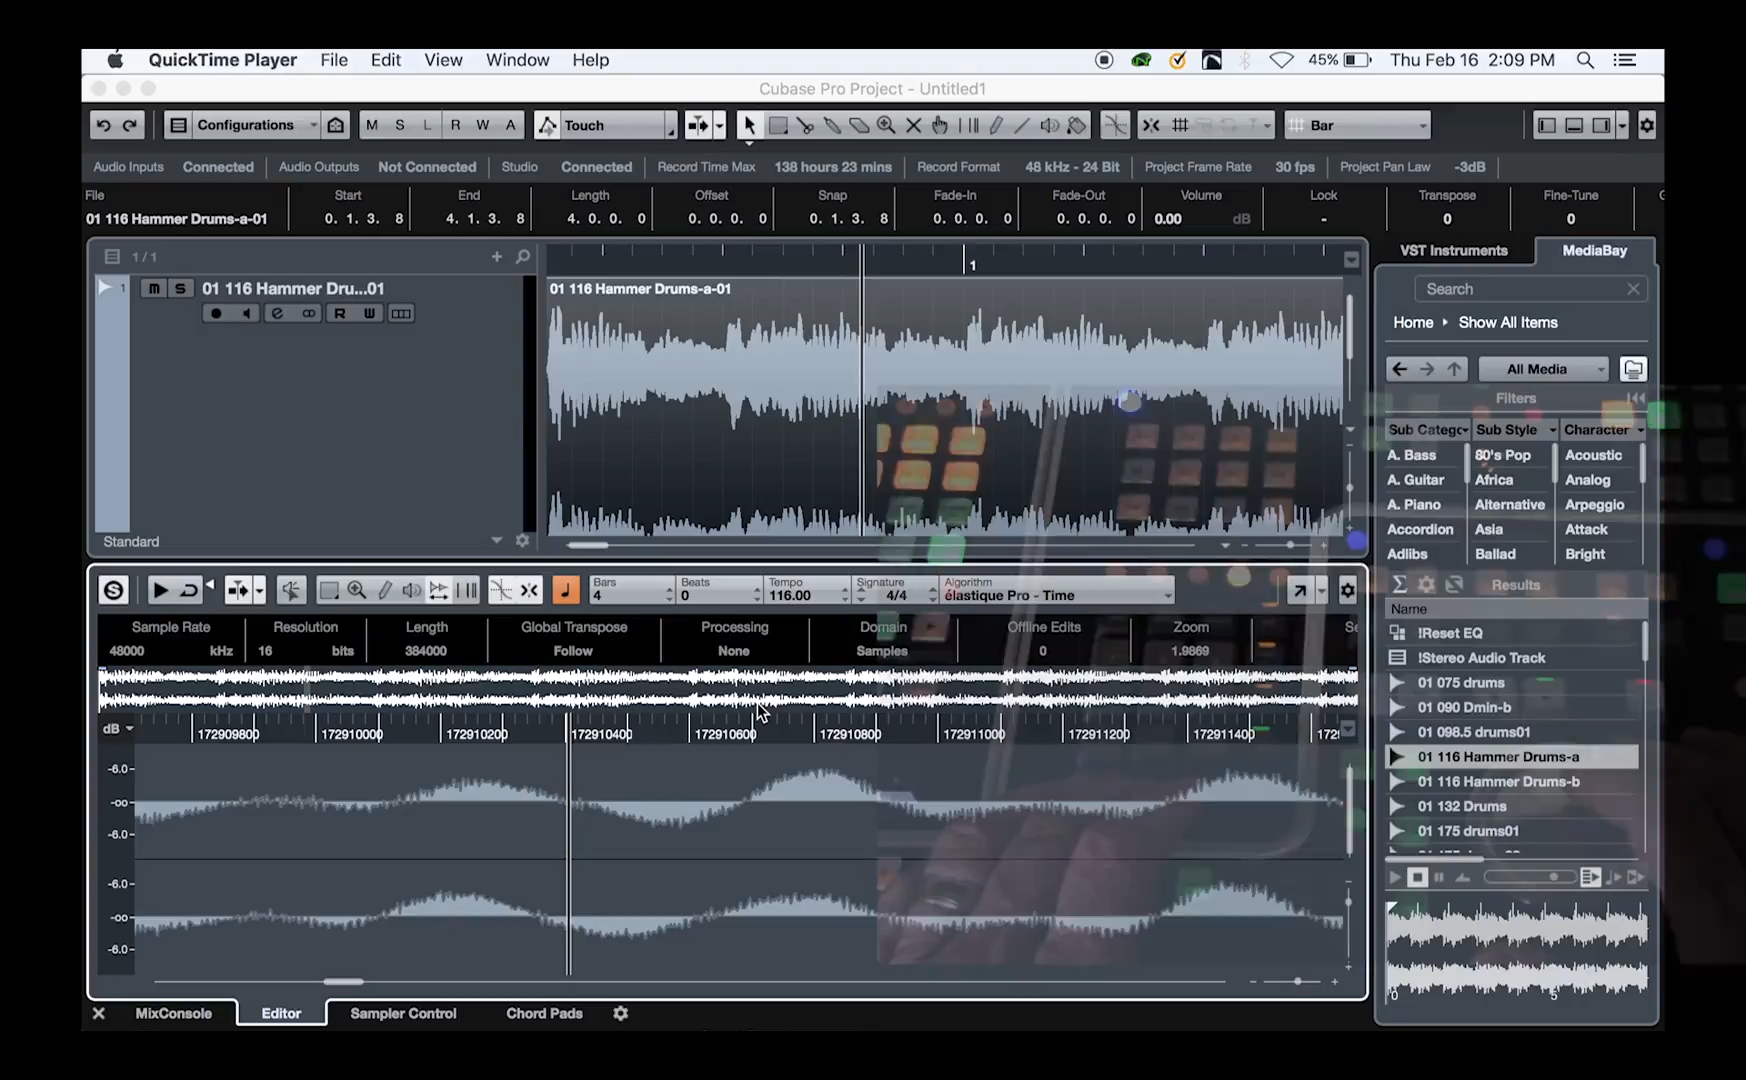 QuickTime Player File Edit View Window Help 45% Thu Feb 16 2:09 PM
Cubase Pro Project - Untitled1
Configurations M S L R W A Touch Bar
Audio Inputs Connected Audio Outputs Not Connected Studio Connected Record Time Max 138 hours 23 mins Record Format 48 kHz - 24 Bit Project Frame Rate 30 fps Project Pan Law -3dB
File Start End Length Offset Snap Fade-In Fade-Out Volume Lock Transpose Fine-Tune
01 116 Hammer Drums-a-01 0. 1. 3. 8 4. 1. 3. 8 4. 0. 0. 0 0. 0. 0. 0 0. 1. 3. 8 0. 0. 0. 0 0. 0. 0. 0 0.00 dB - 0 0
1 / 1
1
1 m S 01 116 Hammer Dru...01
e R W
01 116 Hammer Drums-a-01
Standard
VST Instruments MediaBay
Search
Home Show All Items
All Media
Filters
Sub Catego Sub Style Character
A. Bass 80's Pop Acoustic
A. Guitar Africa Analog
A. Piano Alternative Arpeggio
Accordion Asia Attack
Adlibs Ballad Bright
Results
Name
!Reset EQ
!Stereo Audio Track
01 075 drums
01 090 Dmin-b
01 098.5 drums01
01 116 Hammer Drums-a
01 116 Hammer Drums-b
01 132 Drums
01 175 drums01
0 5
Bars Beats Tempo Signature Algorithm
4 0 116.00 4/4 élastique Pro - Time
Sample Rate Resolution Length Global Transpose Processing Domain Offline Edits Zoom Se
48000 kHz 16 bits 384000 Follow None Samples 0 1.9869
dB 172909800 172910000 172910200 172910400 172910600 172910800 172911000 172911200 172911400
-6.0
-oo
-6.0
-6.0
-oo
-6.0
MixConsole Editor Sampler Control Chord Pads